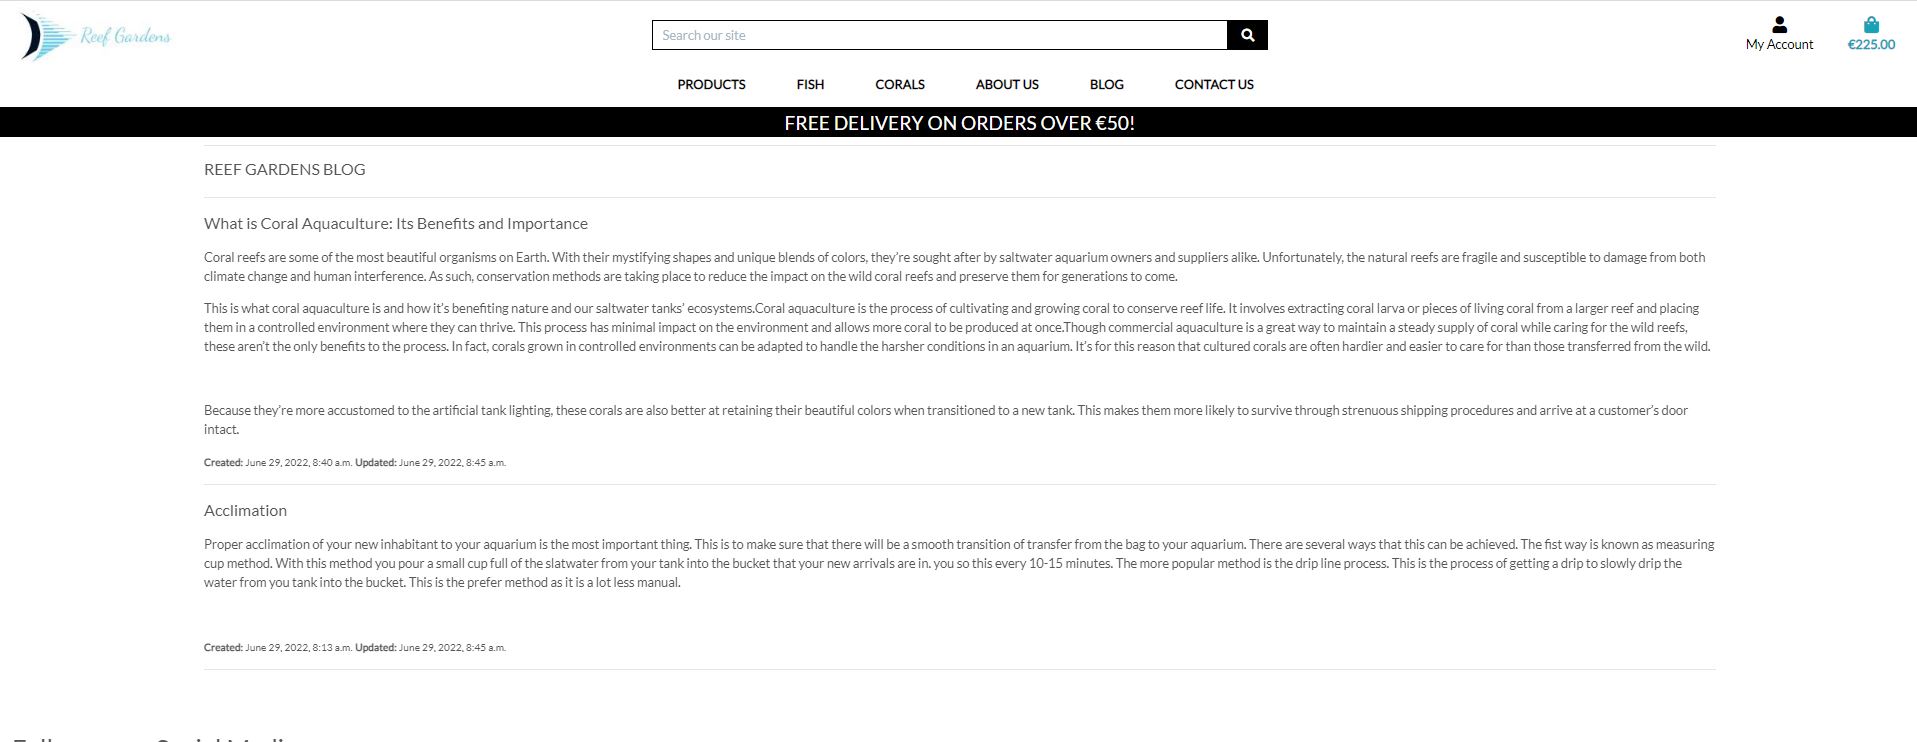 Reef Gardens
Search our site
My Account
€225.00
PRODUCTS FISH CORALS ABOUT US BLOG CONTACT US
FREE DELIVERY ON ORDERS OVER €50!
REEF GARDENS BLOG
What is Coral Aquaculture: Its Benefits and Importance
Coral reefs are some of the most beautiful organisms on Earth. With their mystifying shapes and unique blends of colors, they’re sought after by saltwater aquarium owners and suppliers alike. Unfortunately, the natural reefs are fragile and susceptible to damage from both
climate change and human interference. As such, conservation methods are taking place to reduce the impact on the wild coral reefs and preserve them for generations to come.
This is what coral aquaculture is and how it’s benefiting nature and our saltwater tanks’ ecosystems.Coral aquaculture is the process of cultivating and growing coral to conserve reef life. It involves extracting coral larva or pieces of living coral from a larger reef and placing
them in a controlled environment where they can thrive. This process has minimal impact on the environment and allows more coral to be produced at once.Though commercial aquaculture is a great way to maintain a steady supply of coral while caring for the wild reefs,
these aren’t the only benefits to the process. In fact, corals grown in controlled environments can be adapted to handle the harsher conditions in an aquarium. It’s for this reason that cultured corals are often hardier and easier to care for than those transferred from the wild.
Because they’re more accustomed to the artificial tank lighting, these corals are also better at retaining their beautiful colors when transitioned to a new tank. This makes them more likely to survive through strenuous shipping procedures and arrive at a customer’s door
intact.
Created: June 29, 2022, 8:40 a.m. Updated: June 29, 2022, 8:45 a.m.
Acclimation
Proper acclimation of your new inhabitant to your aquarium is the most important thing. This is to make sure that there will be a smooth transition of transfer from the bag to your aquarium. There are several ways that this can be achieved. The fist way is known as measuring
cup method. With this method you pour a small cup full of the slatwater from your tank into the bucket that your new arrivals are in. you so this every 10-15 minutes. The more popular method is the drip line process. This is the process of getting a drip to slowly drip the
water from you tank into the bucket. This is the prefer method as it is a lot less manual.
Created: June 29, 2022, 8:13 a.m. Updated: June 29, 2022, 8:45 a.m.